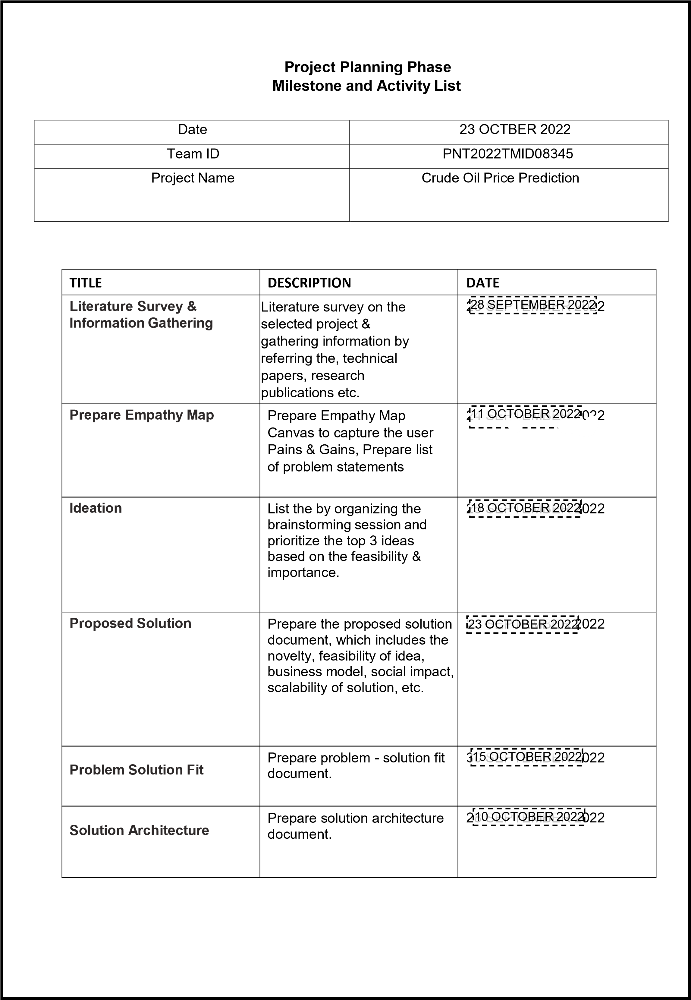 Project Planning Phase
Milestone and Activity List
Date
23 OCTBER 2022
Team ID
PNT2022TMID08345
Project Name
Crude Oil Price Prediction
TITLE
DESCRIPTION
DATE
Literature Survey &
Information Gathering
Literature survey on the
selected project &
gathering information by
referring the, technical
papers, research
publications etc.
28 SEPTEMBER 2022
Prepare Empathy Map
Prepare Empathy Map
Canvas to capture the user
Pains & Gains, Prepare list
of problem statements
11 OCTOBER 2022
Ideation
List the by organizing the
brainstorming session and
prioritize the top 3 ideas
based on the feasibility &
importance.
18 OCTOBER 2022
Proposed Solution
Prepare the proposed solution
document, which includes the
novelty, feasibility of idea,
business model, social impact,
scalability of solution, etc.
23 OCTOBER 2022
Problem Solution Fit
Prepare problem - solution fit
document.
15 OCTOBER 2022
Solution Architecture
Prepare solution architecture
document.
10 OCTOBER 2022